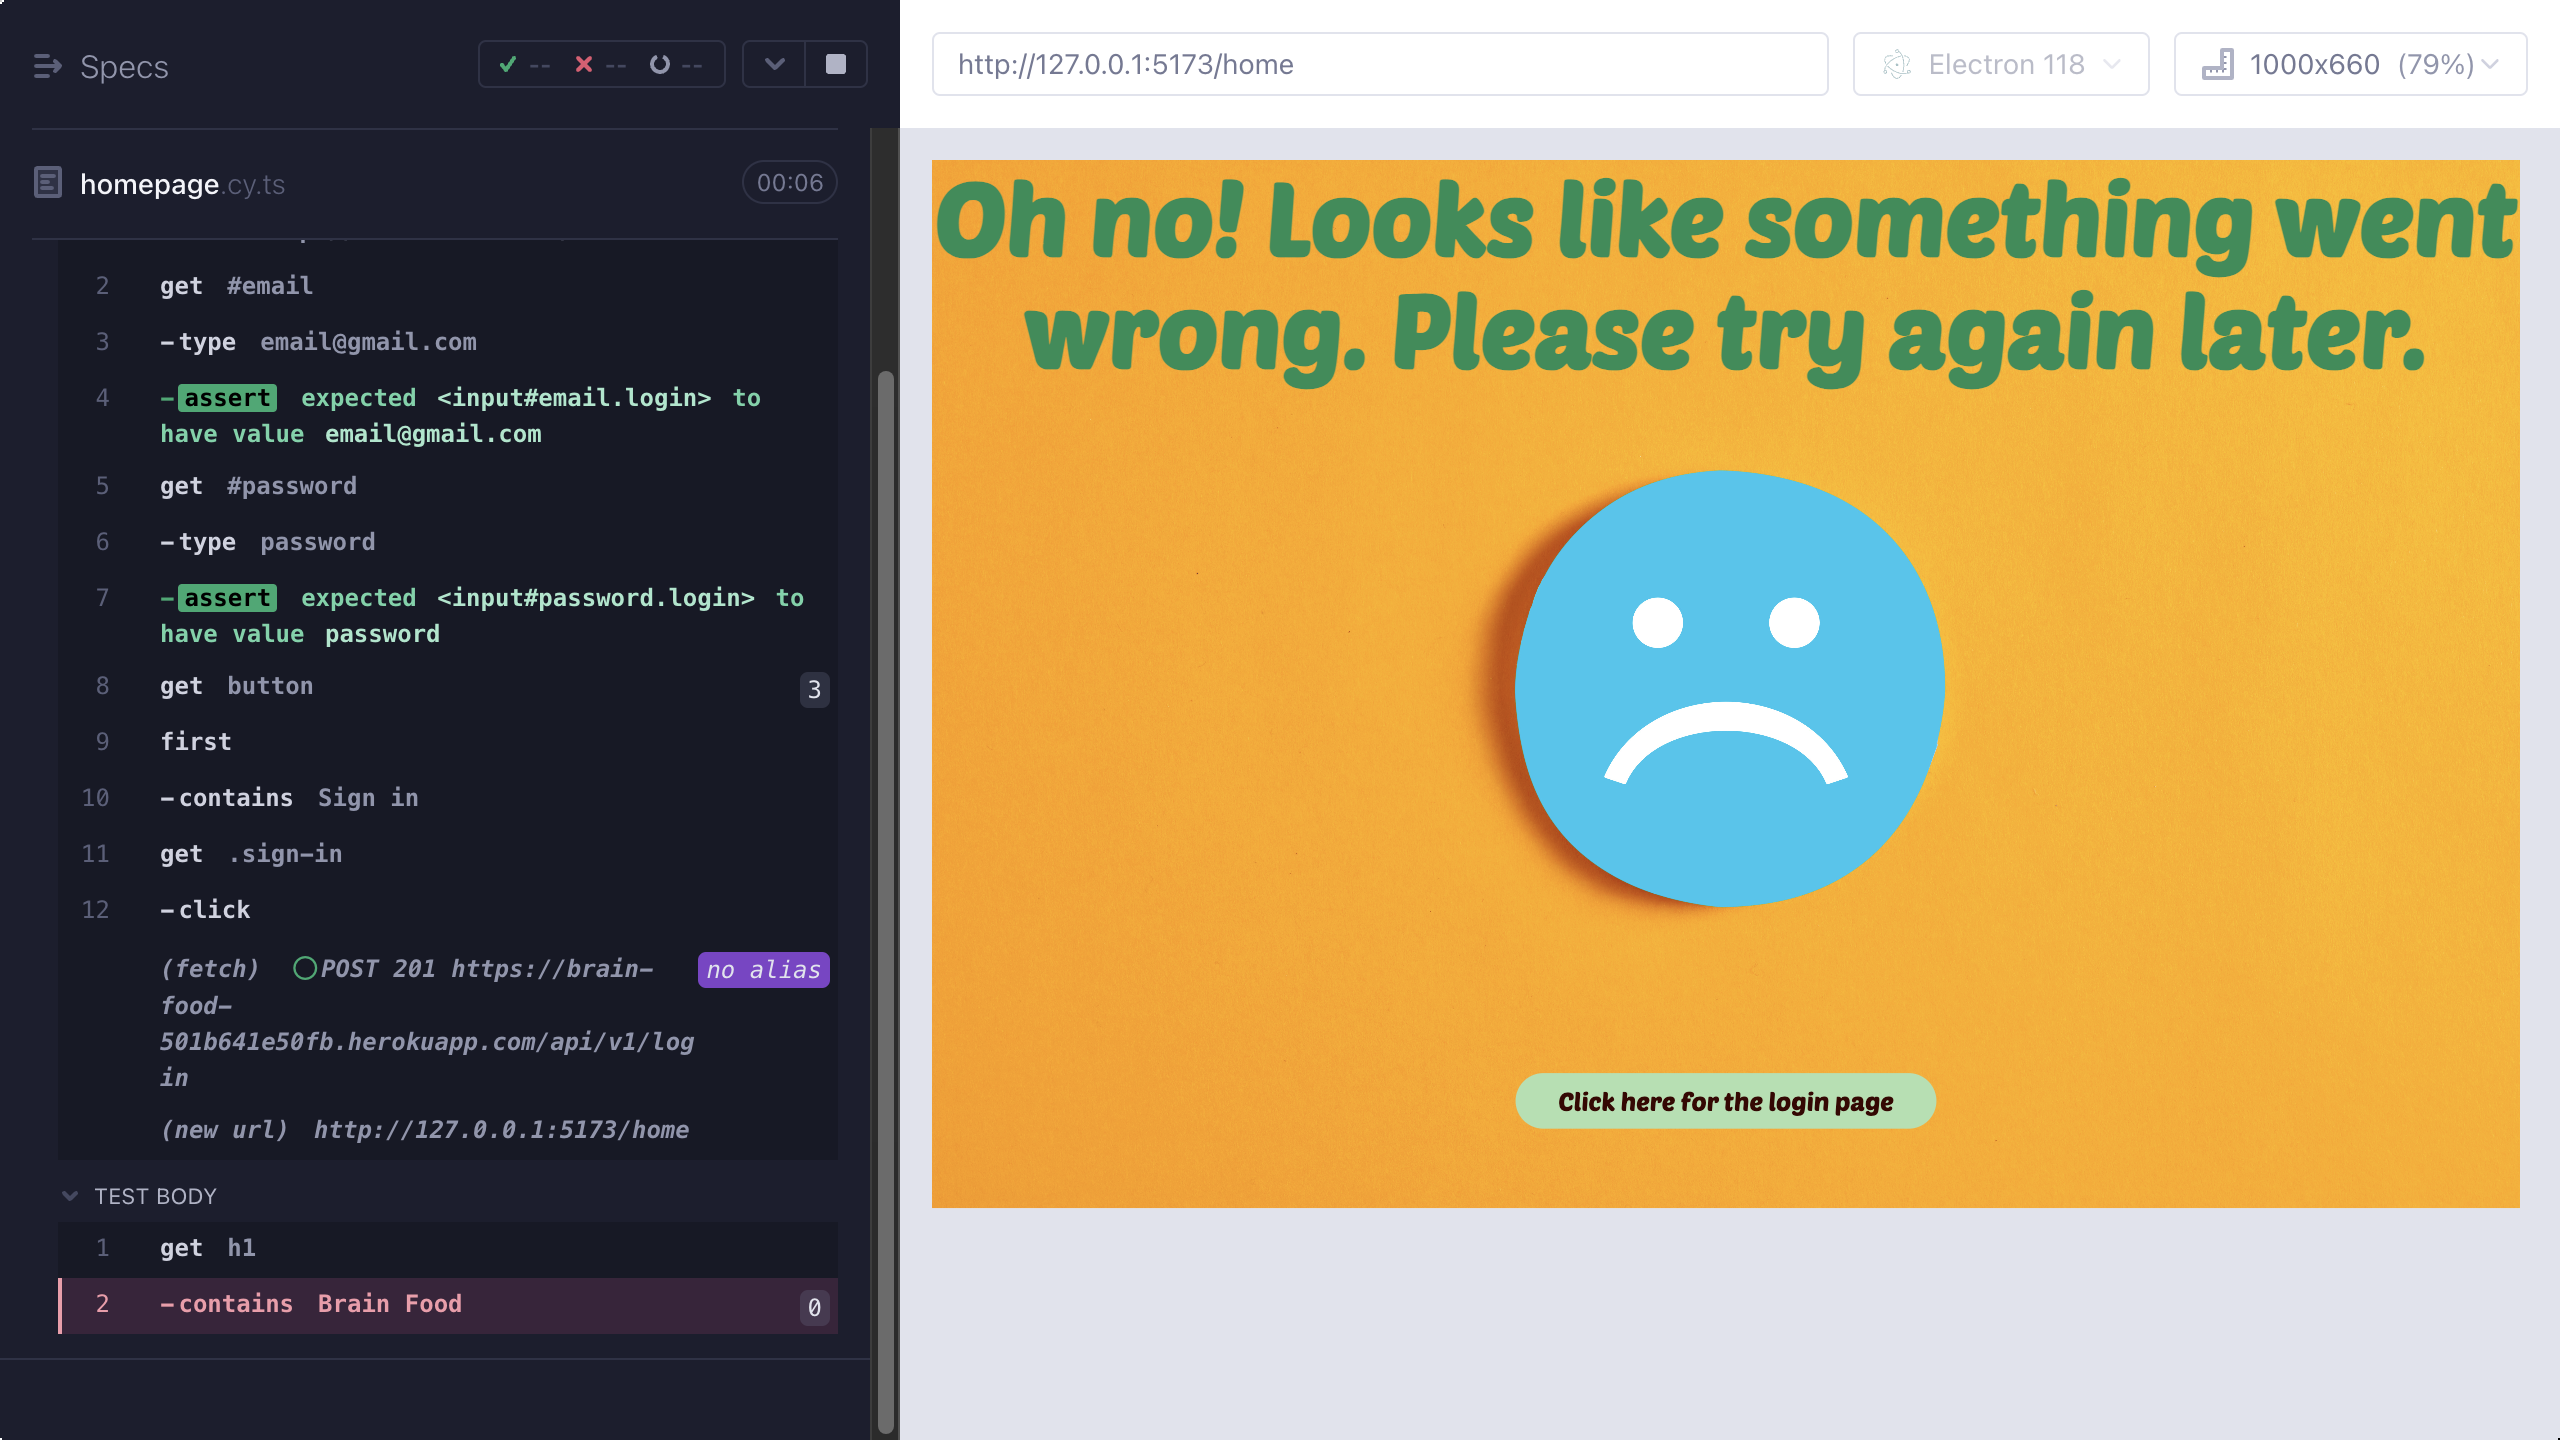 Specs
-- -- --
homepage.cy.ts 00:06
2 get #email
3 -type email@gmail.com
4 -assert expected <input#email.login> to
have value email@gmail.com
5 get #password
6 -type password
7 -assert expected <input#password.login> to
have value password
8 get button 3
9 first
10 -contains Sign in
11 get .sign-in
12 -click
(fetch) POST 201 https://brain- no alias
food-
501b641e50fb.herokuapp.com/api/v1/log
in
(new url) http://127.0.0.1:5173/home
TEST BODY
1 get h1
2 -contains Brain Food 0
http://127.0.0.1:5173/home
Electron 118
1000x660 (79%)
Oh no! Looks like something went
wrong. Please try again later.
Click here for the login page